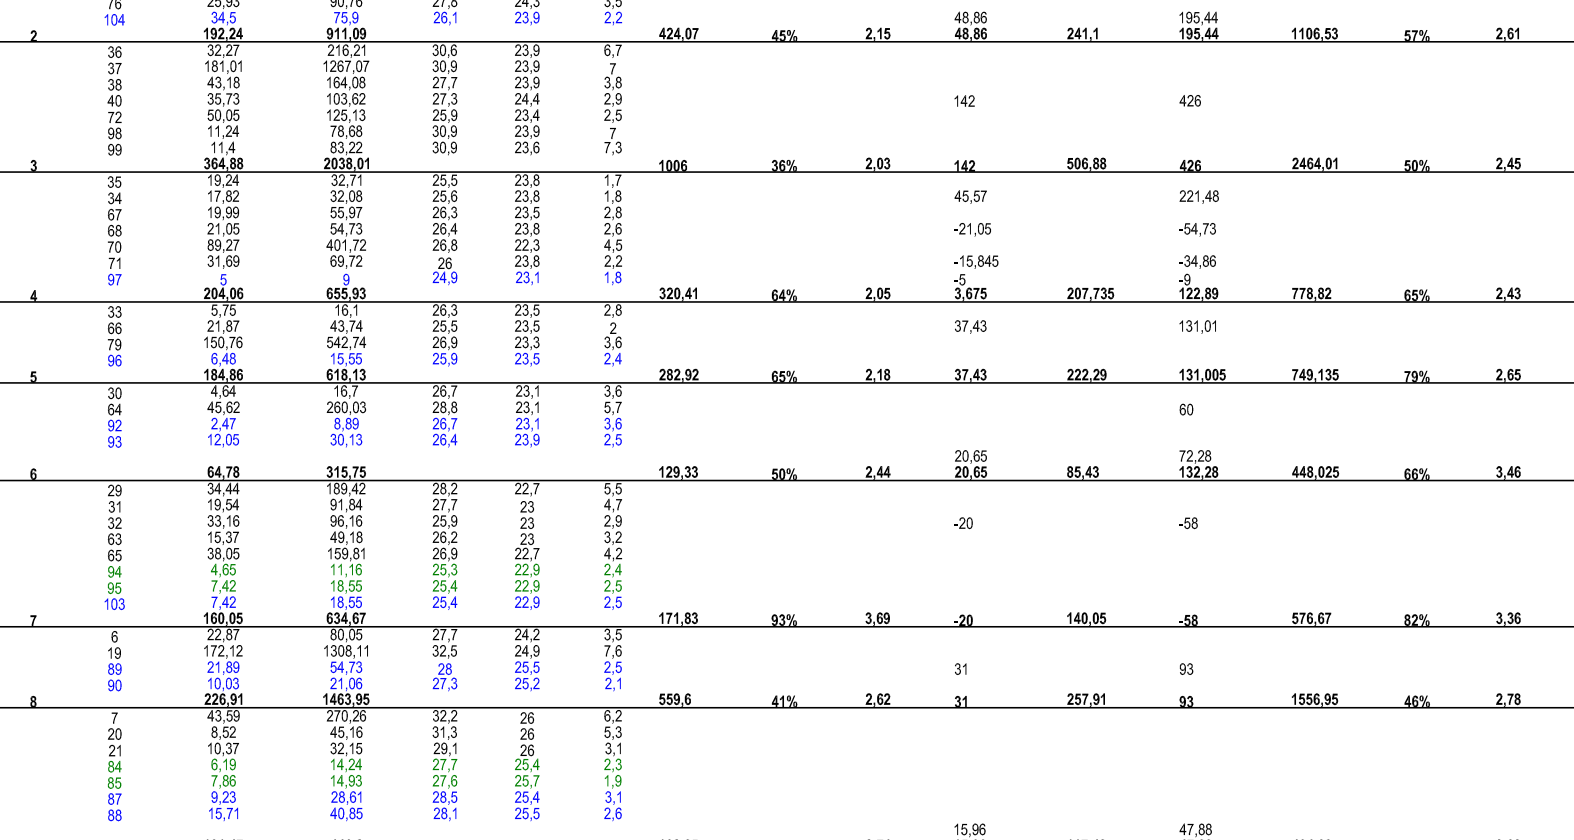 76 25,93 90,76 27,8 24,3 3,5
104 34,5 75,9 26,1 23,9 2,2 48,86 195,44
2 192,24 911,09 424,07 45% 2,15 48,86 241,1 195,44 1106,53 57% 2,61
36 32,27 216,21 30,6 23,9 6,7
37 181,01 1267,07 30,9 23,9 7
38 43,18 164,08 27,7 23,9 3,8
40 35,73 103,62 27,3 24,4 2,9 142 426
72 50,05 125,13 25,9 23,4 2,5
98 11,24 78,68 30,9 23,9 7
99 11,4 83,22 30,9 23,6 7,3
3 364,88 2038,01 1006 36% 2,03 142 506,88 426 2464,01 50% 2,45
35 19,24 32,71 25,5 23,8 1,7
34 17,82 32,08 25,6 23,8 1,8 45,57 221,48
67 19,99 55,97 26,3 23,5 2,8
68 21,05 54,73 26,4 23,8 2,6 -21,05 -54,73
70 89,27 401,72 26,8 22,3 4,5
71 31,69 69,72 26 23,8 2,2 -15,845 -34,86
97 5 9 24,9 23,1 1,8 -5 -9
4 204,06 655,93 320,41 64% 2,05 3,675 207,735 122,89 778,82 65% 2,43
33 5,75 16,1 26,3 23,5 2,8
66 21,87 43,74 25,5 23,5 2 37,43 131,01
79 150,76 542,74 26,9 23,3 3,6
96 6,48 15,55 25,9 23,5 2,4
5 184,86 618,13 282,92 65% 2,18 37,43 222,29 131,005 749,135 79% 2,65
30 4,64 16,7 26,7 23,1 3,6
64 45,62 260,03 28,8 23,1 5,7 60
92 2,47 8,89 26,7 23,1 3,6
93 12,05 30,13 26,4 23,9 2,5
20,65 72,28
6 64,78 315,75 129,33 50% 2,44 20,65 85,43 132,28 448,025 66% 3,46
29 34,44 189,42 28,2 22,7 5,5
31 19,54 91,84 27,7 23 4,7
32 33,16 96,16 25,9 23 2,9 -20 -58
63 15,37 49,18 26,2 23 3,2
65 38,05 159,81 26,9 22,7 4,2
94 4,65 11,16 25,3 22,9 2,4
95 7,42 18,55 25,4 22,9 2,5
103 7,42 18,55 25,4 22,9 2,5
7 160,05 634,67 171,83 93% 3,69 -20 140,05 -58 576,67 82% 3,36
6 22,87 80,05 27,7 24,2 3,5
19 172,12 1308,11 32,5 24,9 7,6
89 21,89 54,73 28 25,5 2,5 31 93
90 10,03 21,06 27,3 25,2 2,1
8 226,91 1463,95 559,6 41% 2,62 31 257,91 93 1556,95 46% 2,78
7 43,59 270,26 32,2 26 6,2
20 8,52 45,16 31,3 26 5,3
21 10,37 32,15 29,1 26 3,1
84 6,19 14,24 27,7 25,4 2,3
85 7,86 14,93 27,6 25,7 1,9
87 9,23 28,61 28,5 25,4 3,1
88 15,71 40,85 28,1 25,5 2,6
15,96 47,88